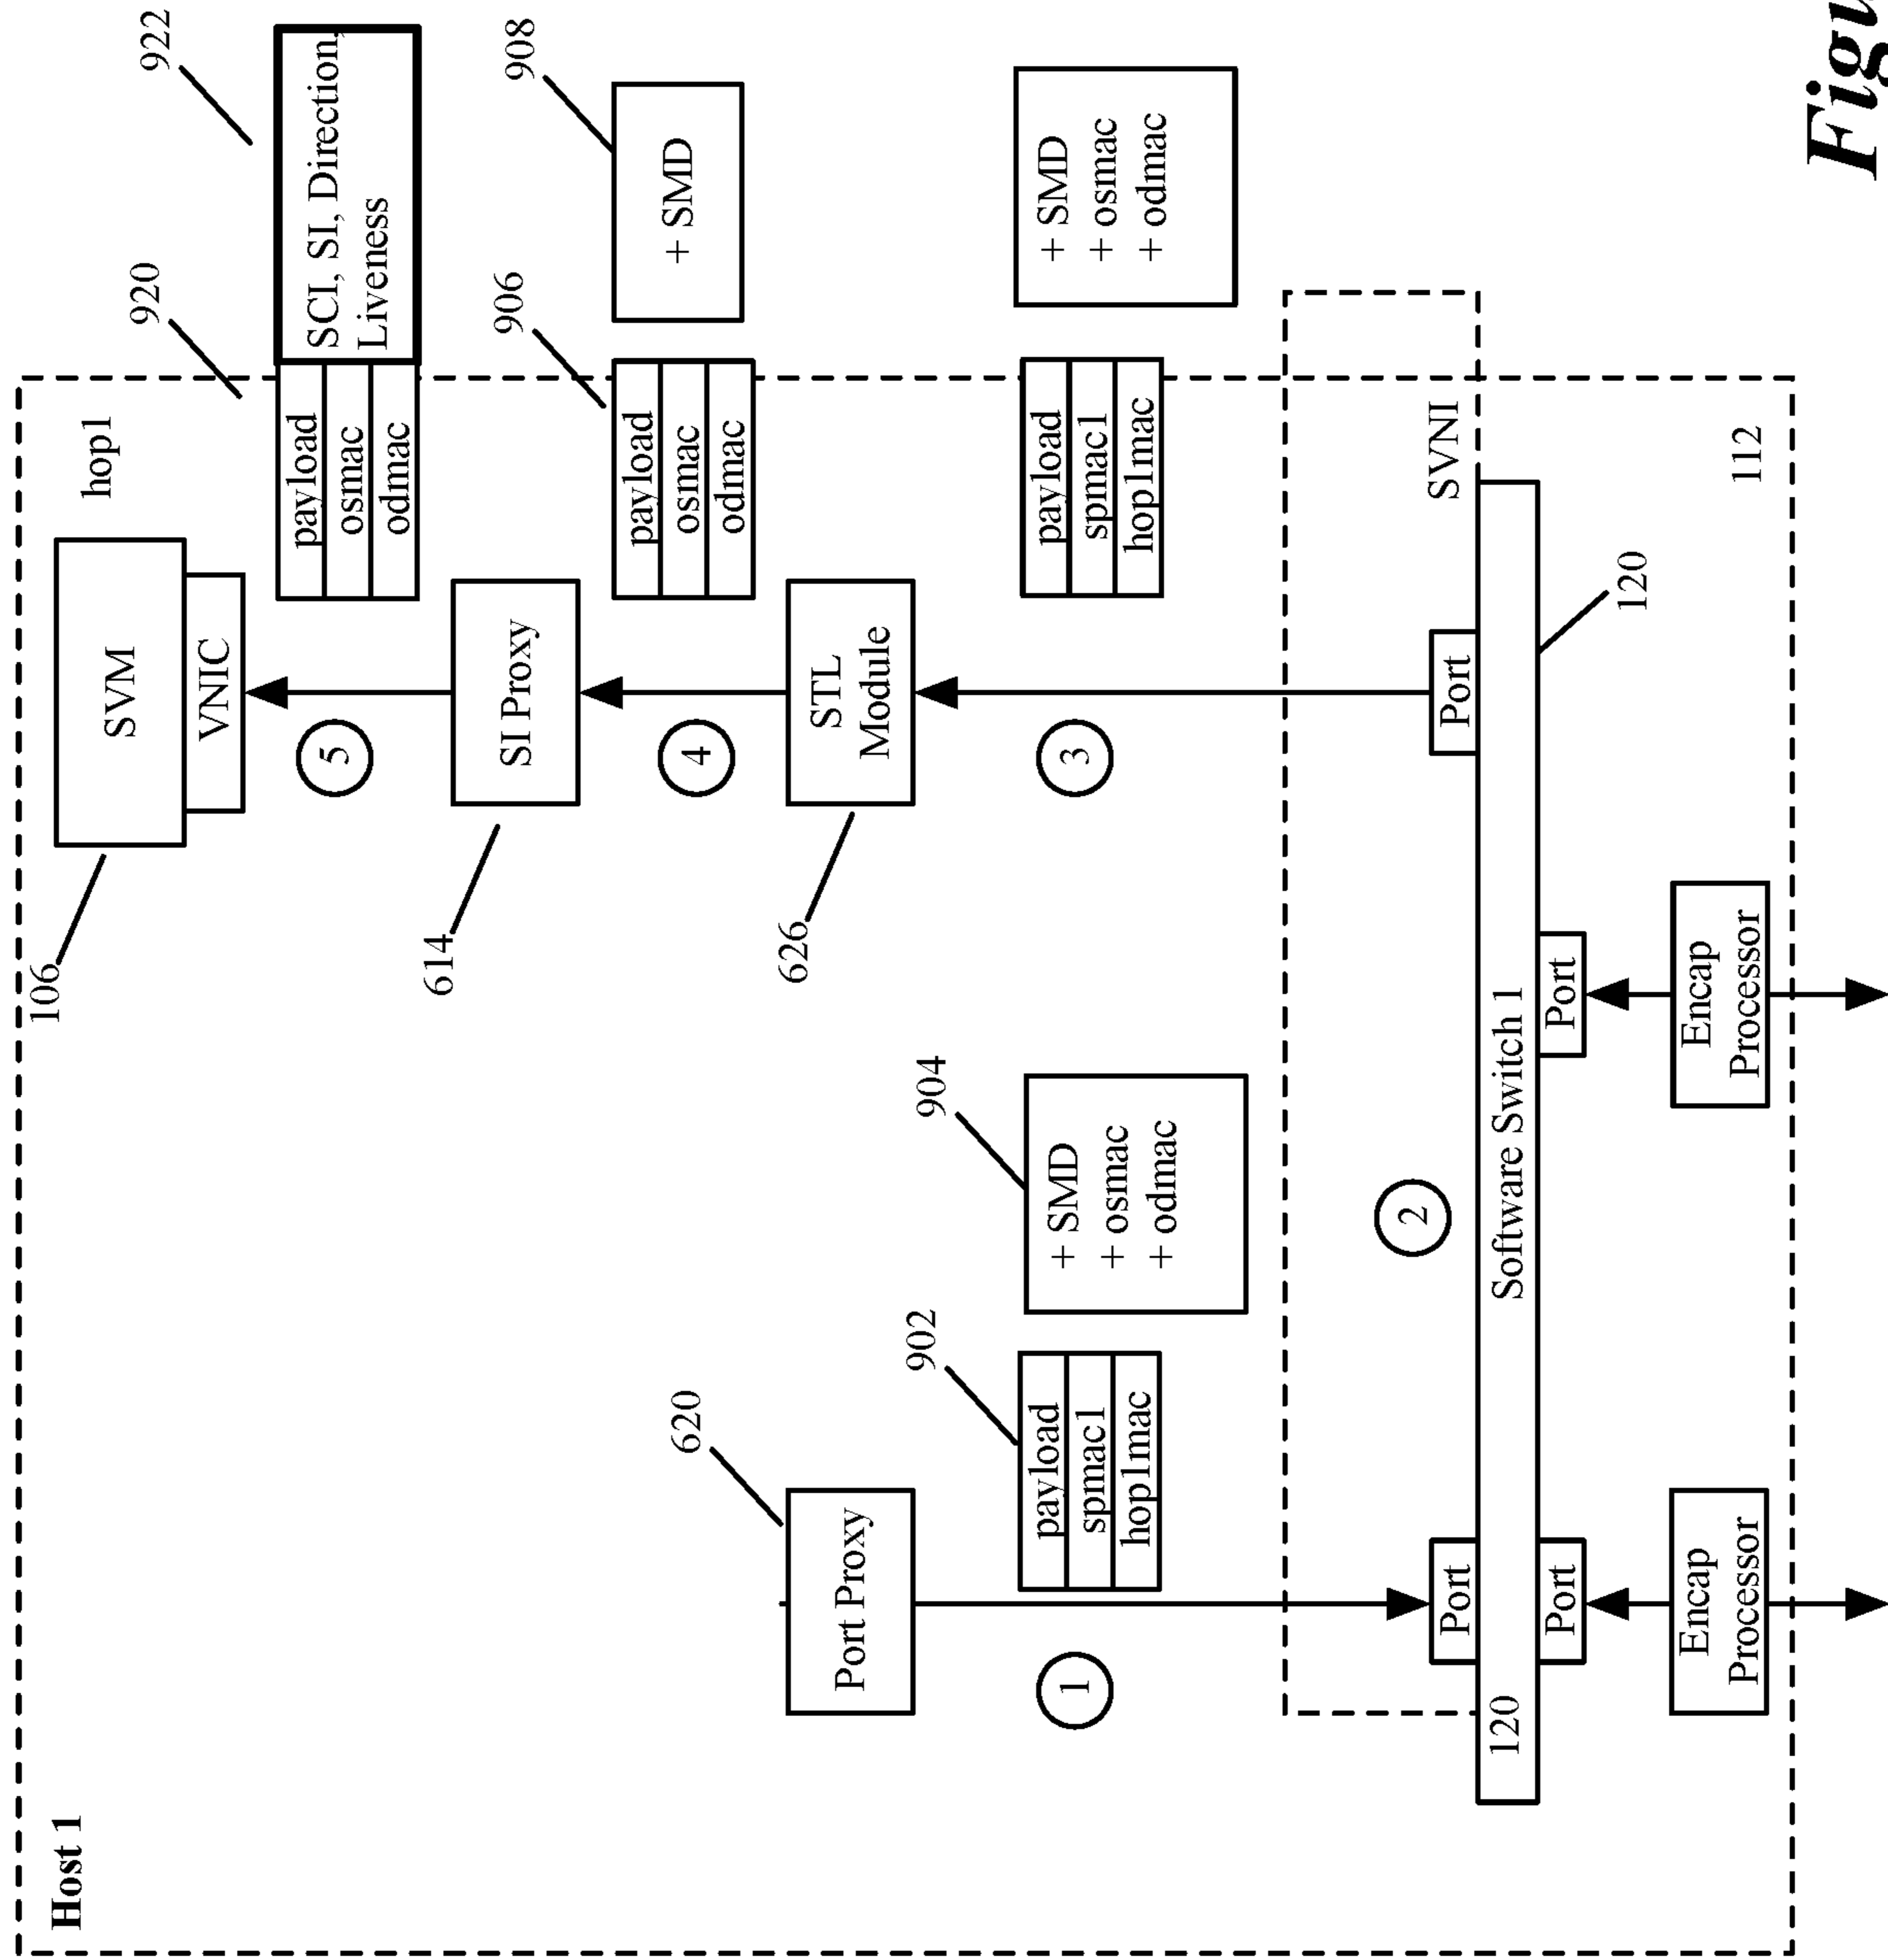 Host 1
106
SVM
hop1
VNIC
920
922
5
payload
osmac
odmac
SCI, SI, Direction,
Liveness
614
SI Proxy
906
908
4
payload
osmac
odmac
+ SMD
620
626
STL
Module
Port Proxy
902
904
1
payload
spmac1
hop1mac
+ SMD
+ osmac
+ odmac
3
payload
spmac1
hop1mac
+ SMD
+ osmac
+ odmac
2
Port
Port
SVNI
120
Software Switch 1
Port
Port
120
Encap
Processor
Encap
Processor
112
Figu